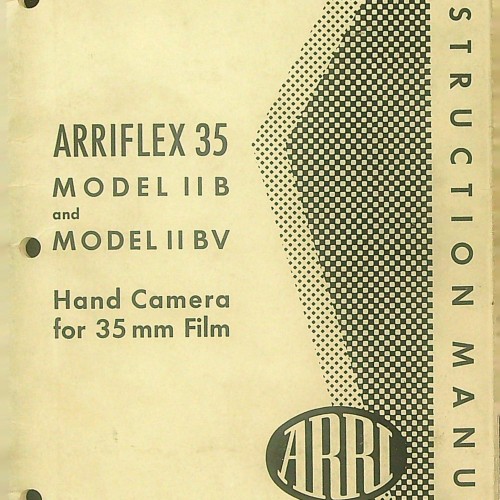 ARRIFLEX 35
MODEL II B
and
MODEL II BV
Hand Camera
for 35 mm Film
ARRI
STRUCTION MANU